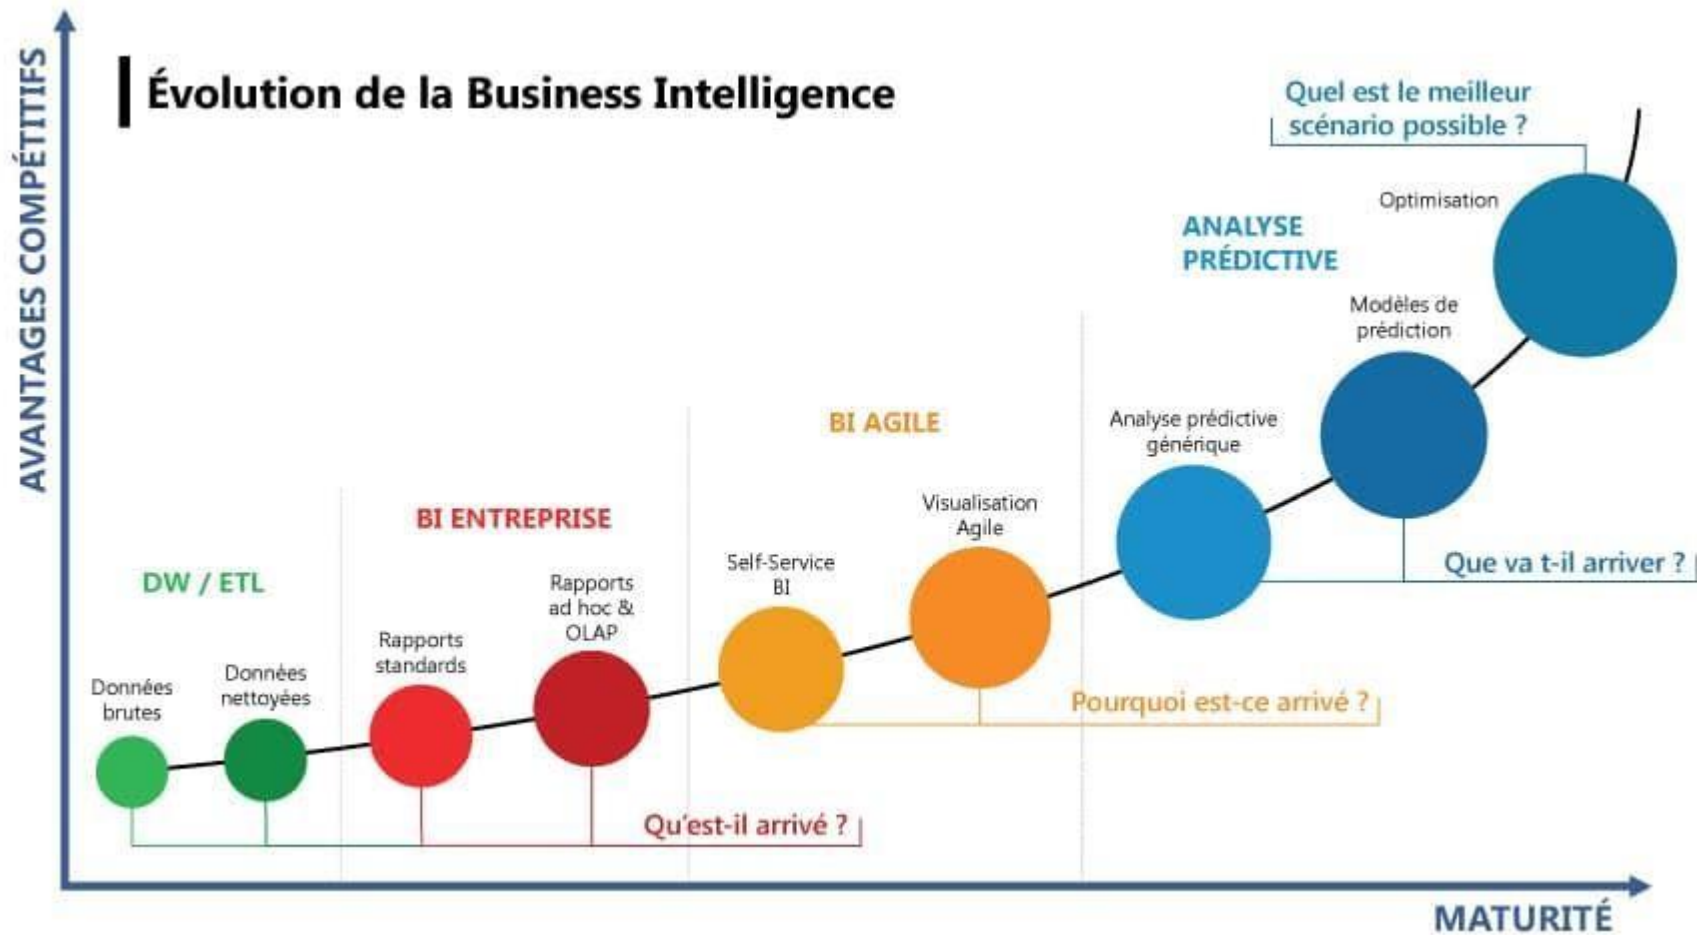 AVANTAGES COMPÉTITIFS
Évolution de la Business Intelligence
DW / ETL
Données
brutes
Données
nettoyées
BI ENTREPRISE
Rapports
standards
Rapports
ad hoc &
OLAP
Qu'est-il arrivé ?
BI AGILE
Self-Service
BI
Visualisation
Agile
Pourquoi est-ce arrivé ?
ANALYSE
PRÉDICTIVE
Analyse prédictive
générique
Modèles de
prédiction
Que va t-il arriver ?
Optimisation
Quel est le meilleur
scénario possible ?
MATURITÉ